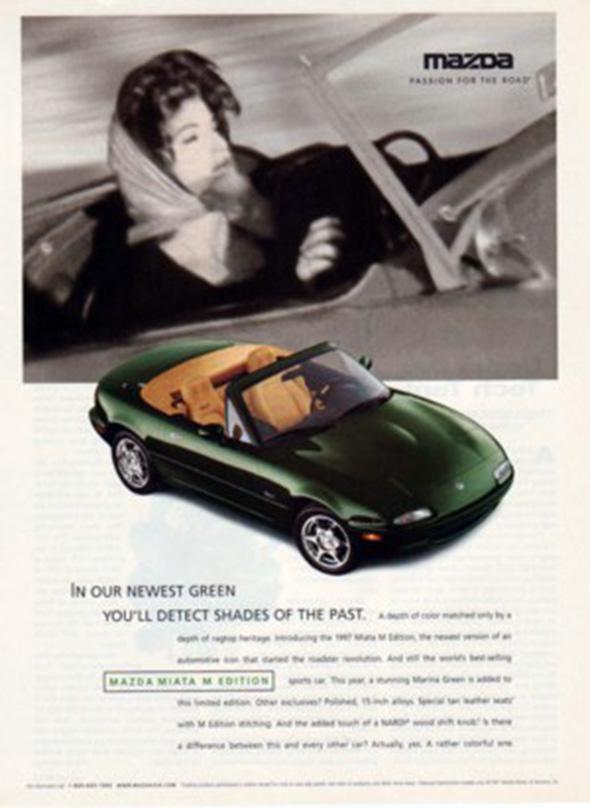 mazda
PASSION FOR THE ROAD
IN OUR NEWEST GREEN
YOU'LL DETECT SHADES OF THE PAST. A depth of color matched only by a
depth of ragtop heritage. Introducing the 1997 Miata M Edition, the newest version of an
automotive icon that started the roadster revolution. And still the world's best-selling
MAZDA MIATA M EDITION sports car. This year, a stunning Marina Green is added to
this limited edition. Other exclusives? Polished, 15-inch alloys. Special tan leather seats
with M Edition stitching. And the added touch of a NARDI® wood shift knob. Is there
a difference between this and every other car? Actually, yes. A rather colorful one.